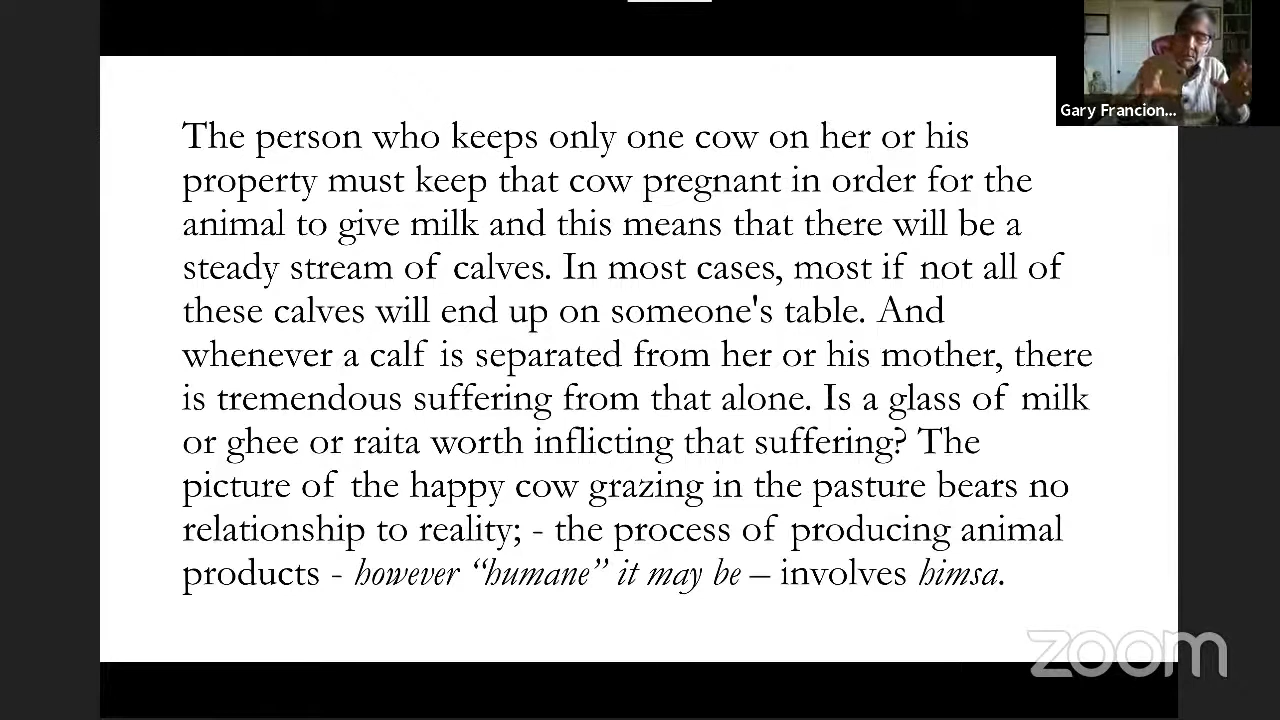 Gary Francion...
The person who keeps only one cow on her or his
property must keep that cow pregnant in order for the
animal to give milk and this means that there will be a
steady stream of calves. In most cases, most if not all of
these calves will end up on someone's table. And
whenever a calf is separated from her or his mother, there
is tremendous suffering from that alone. Is a glass of milk
or ghee or raita worth inflicting that suffering? The
picture of the happy cow grazing in the pasture bears no
relationship to reality; - the process of producing animal
products - however “humane” it may be – involves himsa.
zoom